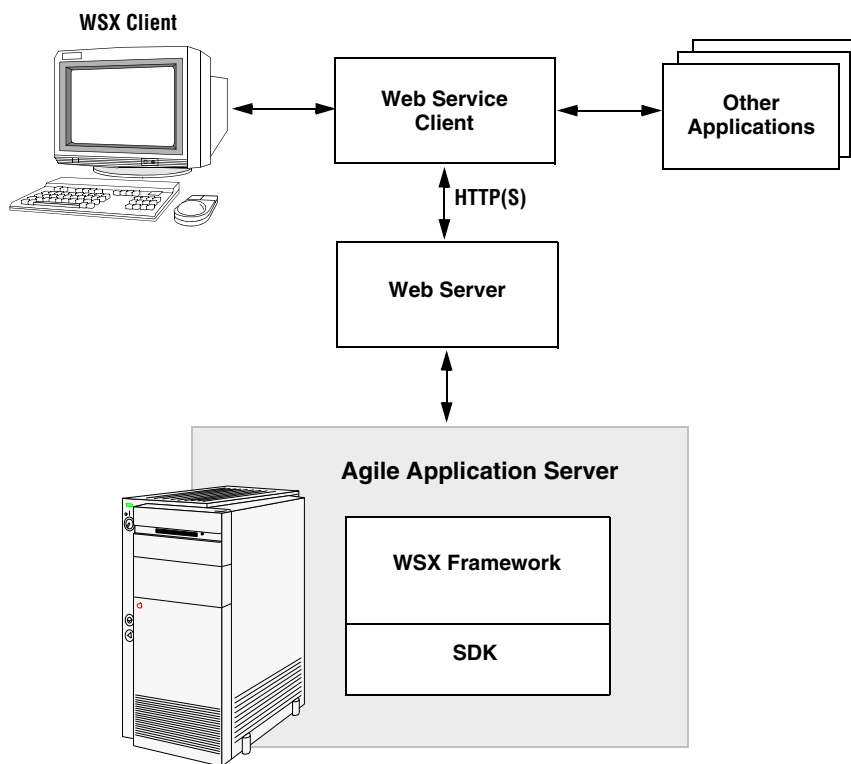 WSX Client
Web Service
Client
Other
Applications
HTTP(S)
Web Server
Agile Application Server
WSX Framework
SDK